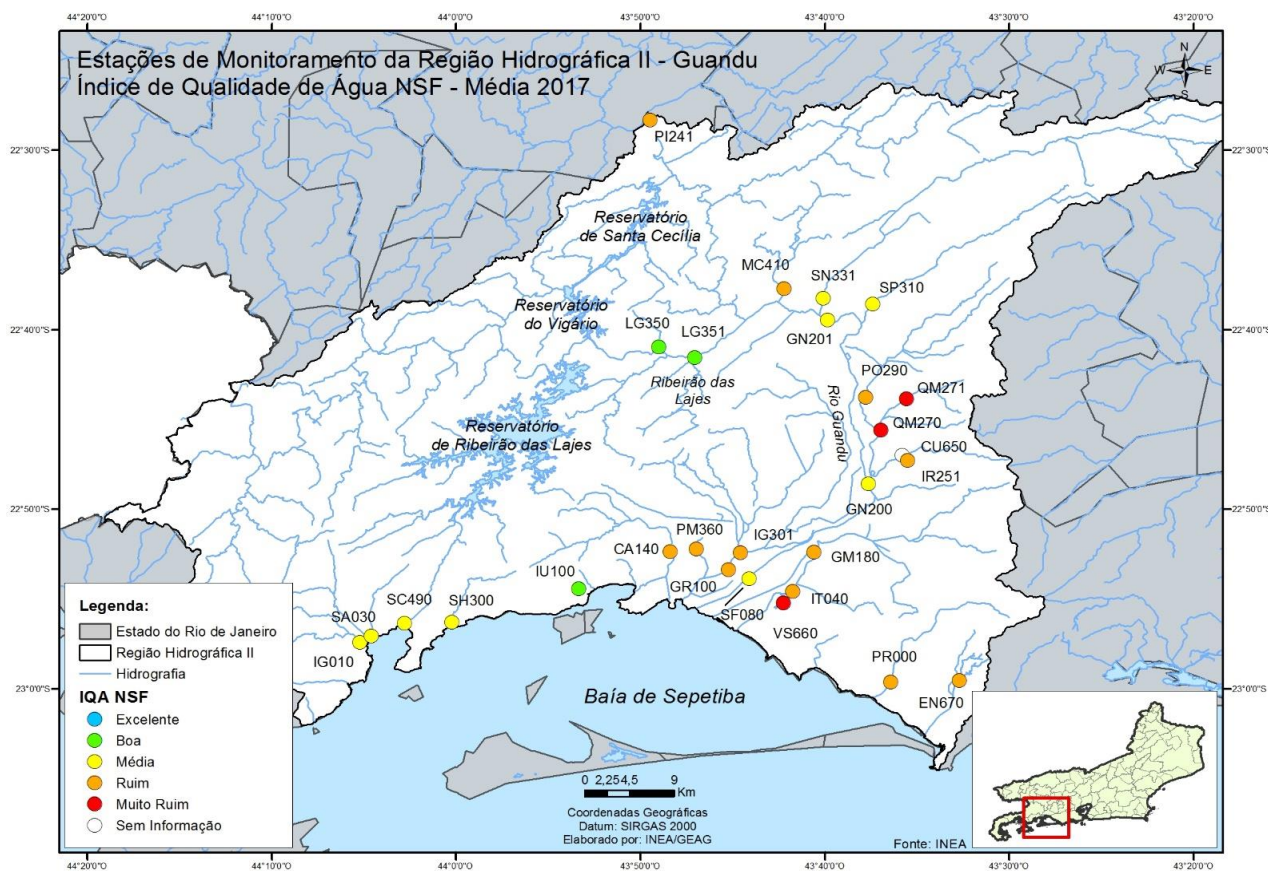 44°20'0"O 44°10'0"O 44°0'0"O 43°50'0"O 43°40'0"O 43°30'0"O 43°20'0"O
Estações de Monitoramento da Região Hidrográfica II - Guandu
Índice de Qualidade de Água NSF - Média 2017
N
W E
S
PI241
22°30'0"S 22°30'0"S
Reservatório
de Santa Cecília
MC410
SN331
SP310
Reservatório
do Vigário
LG350
LG351
GN201
22°40'0"S 22°40'0"S
Ribeirão das
Lajes
PO290
QM271
Rio Guandu
QM270
Reservatório
de Ribeirão das Lajes
CU650
IR251
GN200
22°50'0"S 22°50'0"S
PM360
IG301
CA140
GM180
IU100
GR100
SF080
IT040
VS660
SC490
SH300
SA030
IG010
PR000
EN670
23°0'0"S 23°0'0"S
Baía de Sepetiba
Legenda:
Estado do Rio de Janeiro
Região Hidrográfica II
Hidrografia
IQA NSF
Excelente
Boa
Média
Ruim
Muito Ruim
Sem Informação
0 2,25 4,5 9
Km
Coordenadas Geográficas
Datum: SIRGAS 2000
Elaborado por: INEA/GEAG
Fonte: INEA
44°20'0"O 44°10'0"O 44°0'0"O 43°50'0"O 43°40'0"O 43°30'0"O 43°20'0"O